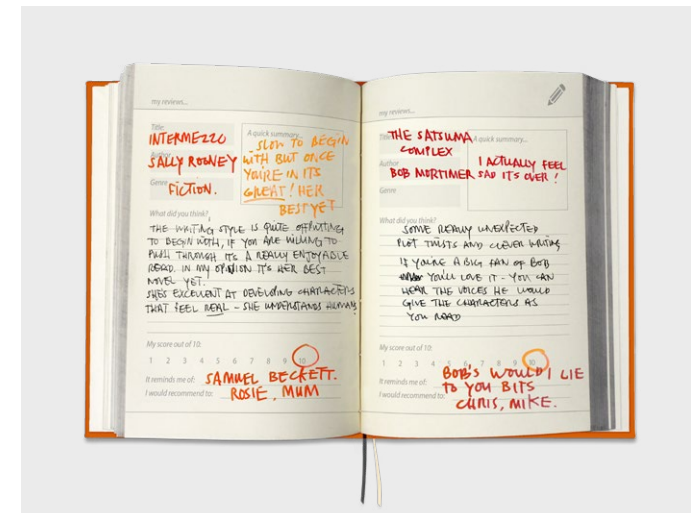 my reviews...
Title
INTERMEZZO
Author
SALLY ROONEY
Genre
FICTION.
A quick summary...
SLOW TO BEGIN
WITH BUT ONCE
YOU'RE IN ITS
GREAT! HER
BEST YET
What did you think?
THE WRITING STYLE IS QUITE OFFPUTTING
TO BEGIN WITH, IF YOU ARE WILLING TO
PUSH THROUGH ITS A REALLY ENJOYABLE
READ. IN MY OPINION IT'S HER BEST
NOVEL YET.
SHE'S EXCELLENT AT DEVELOPING CHARACTERS
THAT FEEL REAL - SHE UNDERSTANDS HUMANS
My score out of 10:
1 2 3 4 5 6 7 8 9 10
It reminds me of: SAMUEL BECKETT.
I would recommend to: ROSIE, MUM
my reviews...
Title
THE SATSUMA
COMPLEX
Author
BOB MORTIMER
Genre
A quick summary...
I ACTUALLY FEEL
SAD IT'S OVER!
What did you think?
SOME REALLY UNEXPECTED
PLOT TWISTS AND CLEVER WRITING
IF YOU'RE A BIG FAN OF BOB
YOU'LL LOVE IT - YOU CAN
HEAR THE VOICES HE WOULD
GIVE THE CHARACTERS AS
YOU READ
My score out of 10:
1 2 3 4 5 6 7 8 9 10
It reminds me of: BOB'S WOULD I LIE
TO YOU BITS
I would recommend to: CHRIS, MIKE.